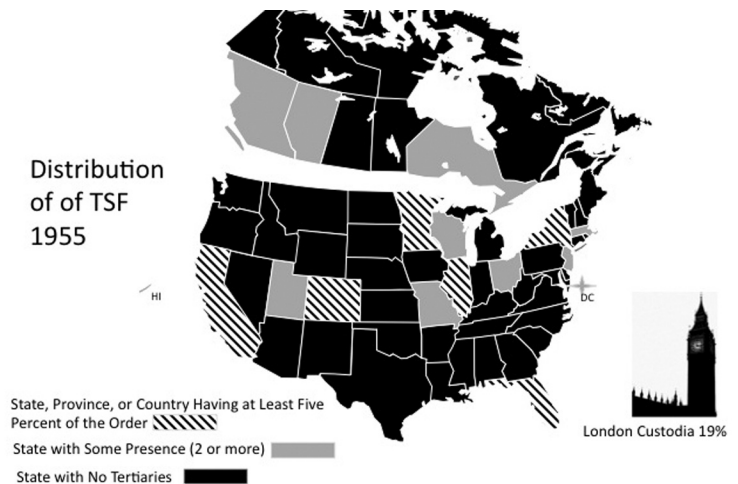 Distribution
of of TSF
1955
HI
DC
State, Province, or Country Having at Least Five
Percent of the Order
State with Some Presence (2 or more)
State with No Tertiaries
London Custodia 19%